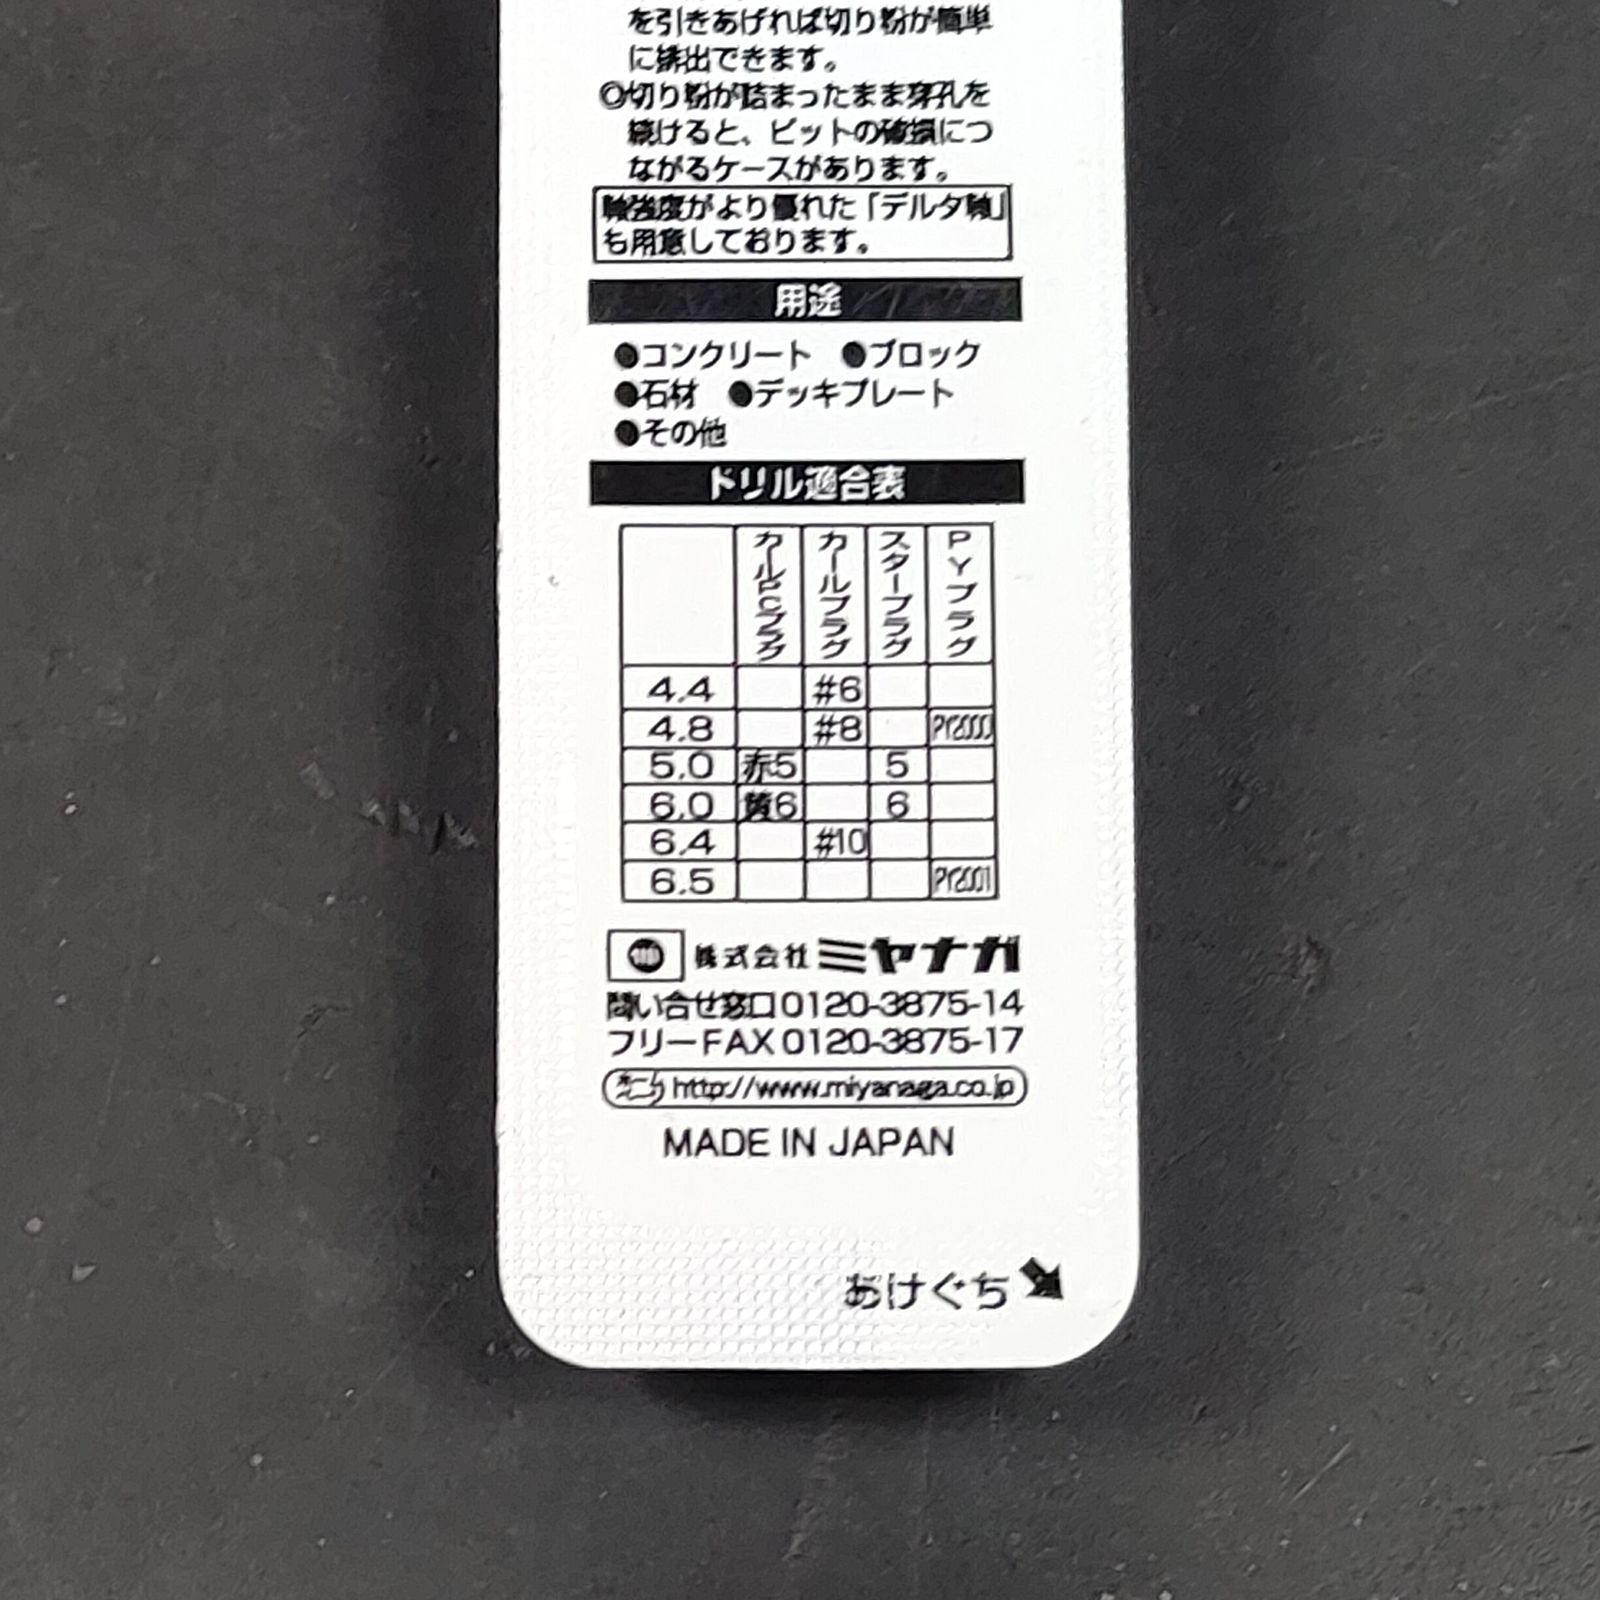 を引きあげれば切り粉が簡単
に排出できます。
◎切り粉が詰まったまま穿孔を
続けると、ビットの破損につ
ながるケースがあります。
軸強度がより優れた「デルタ軸」
も用意しております。
用途
●コンクリート ●ブロック
●石材 ●デッキプレート
●その他
ドリル適合表
カールPCプラグ カールプラグ スタープラグ PYプラグ
4.4 #6
4.8 #8 PY2000
5.0 赤5 5
6.0 黄6 6
6.4 #10
6.5 PY2001
株式会社 ミヤナガ
問い合せ窓口0120-3875-14
フリーFAX0120-3875-17
http://www.miyanaga.co.jp
MADE IN JAPAN
あけぐち